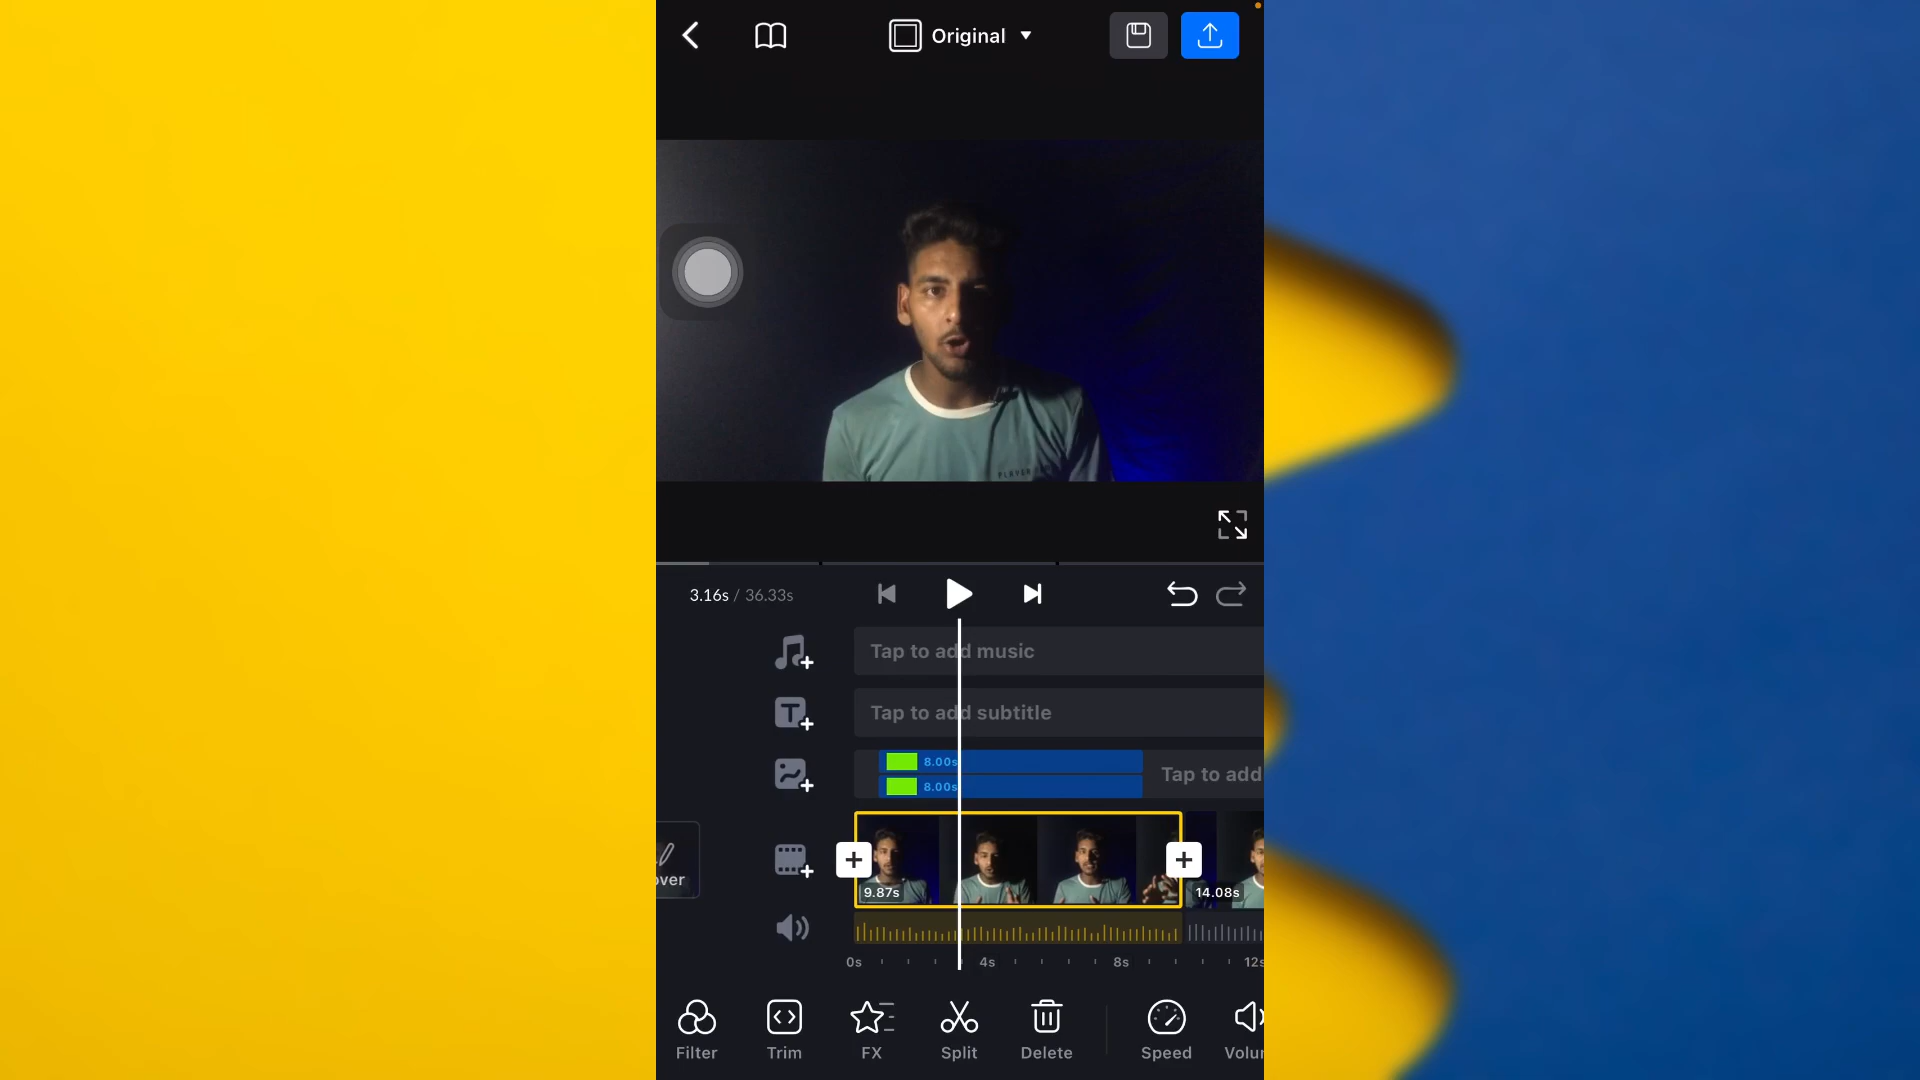 Original
PLAYER
3.16s / 36.33s
Tap to add music
Tap to add subtitle
8.00s
8.00s
Tap to add
over
9.87s
14.08s
0s 4s 8s 12s
Filter Trim FX Split Delete Speed Volu